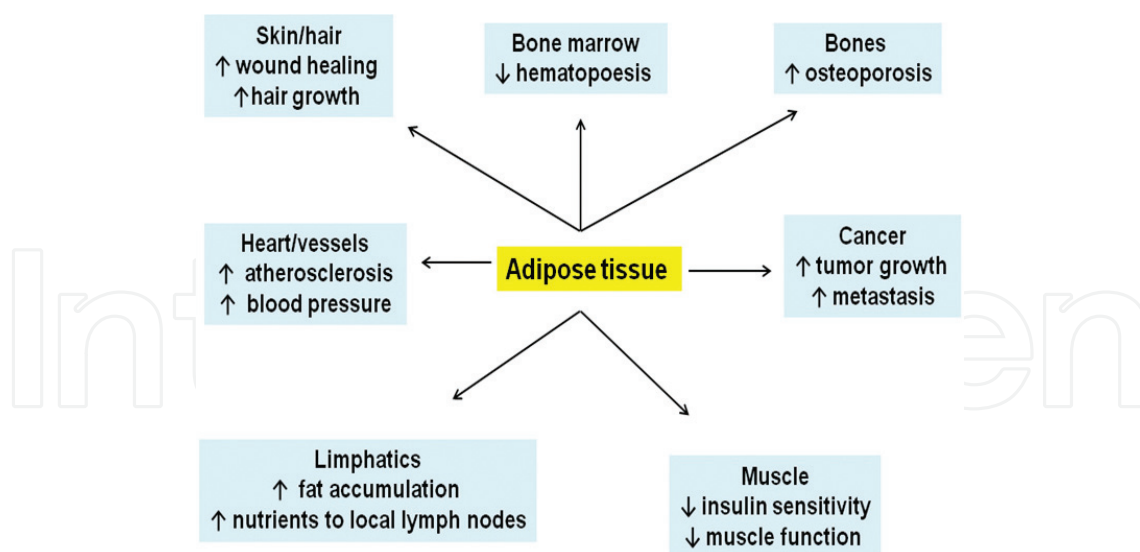 Skin/hair
↑ wound healing
↑hair growth
Bone marrow
↓ hematopoesis
Bones
↑ osteoporosis
Heart/vessels
↑ atherosclerosis
↑ blood pressure
Adipose tissue
Cancer
↑ tumor growth
↑ metastasis
Limphatics
↑ fat accumulation
↑ nutrients to local lymph nodes
Muscle
↓ insulin sensitivity
↓ muscle function